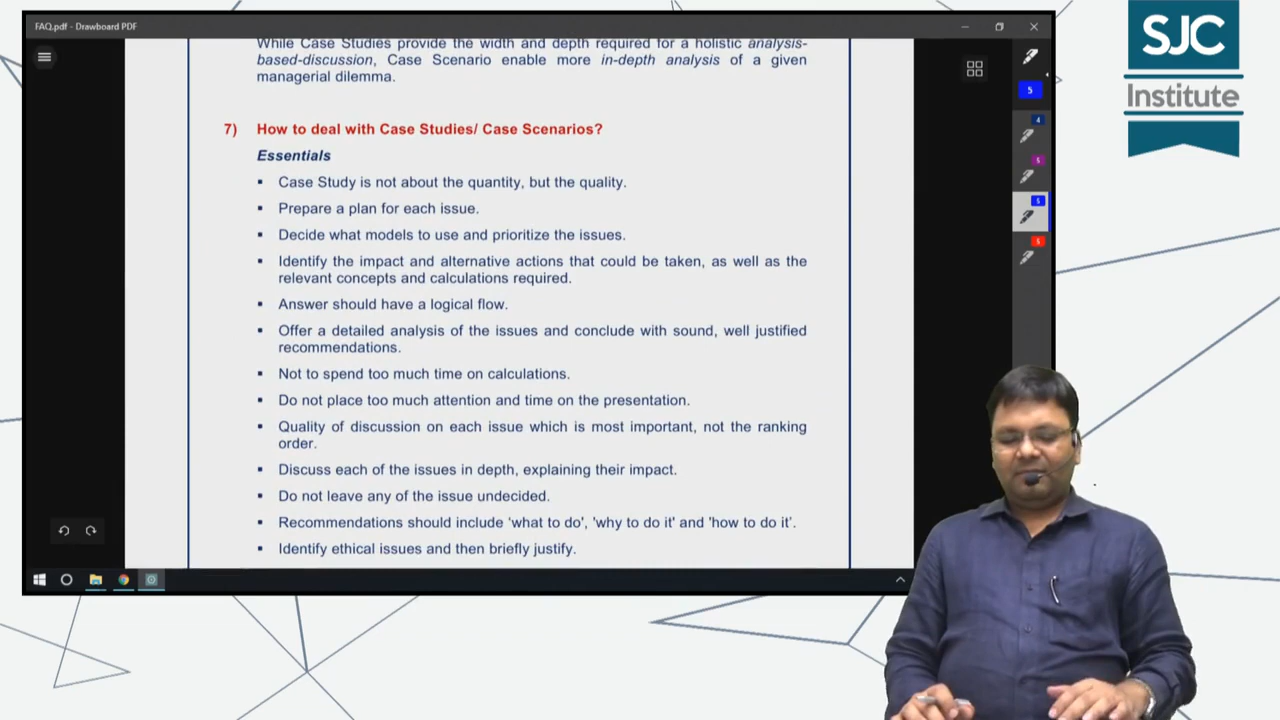 FAQ.pdf - Drawboard PDF
SJC
Institute
While Case Studies provide the width and depth required for a holistic analysis-
based-discussion, Case Scenario enable more in-depth analysis of a given
managerial dilemma.
5
4
5
5
5
7) How to deal with Case Studies/ Case Scenarios?
Essentials
▪ Case Study is not about the quantity, but the quality.
▪ Prepare a plan for each issue.
▪ Decide what models to use and prioritize the issues.
▪ Identify the impact and alternative actions that could be taken, as well as the
relevant concepts and calculations required.
▪ Answer should have a logical flow.
▪ Offer a detailed analysis of the issues and conclude with sound, well justified
recommendations.
▪ Not to spend too much time on calculations.
▪ Do not place too much attention and time on the presentation.
▪ Quality of discussion on each issue which is most important, not the ranking
order.
▪ Discuss each of the issues in depth, explaining their impact.
▪ Do not leave any of the issue undecided.
▪ Recommendations should include ‘what to do', 'why to do it' and 'how to do it’.
▪ Identify ethical issues and then briefly justify.